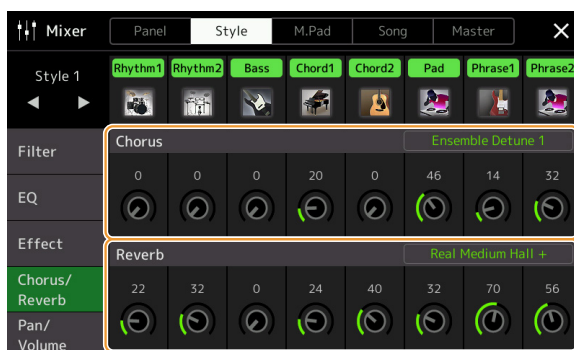 Mixer Panel Style M.Pad Song Master
Style 1
Rhythm1 Rhythm2 Bass Chord1 Chord2 Pad Phrase1 Phrase2
Filter
EQ
Effect
Chorus/
Reverb
Pan/
Volume
Chorus Ensemble Detune 1
0 0 0 20 0 46 14 32
Reverb Real Medium Hall +
22 32 0 24 40 32 70 56